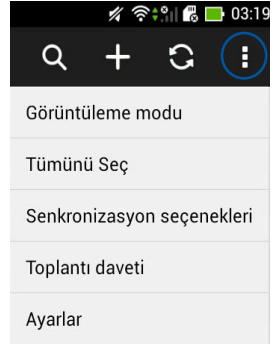 03:19
Görüntüleme modu
Tümünü Seç
Senkronizasyon seçenekleri
Toplantı daveti
Ayarlar